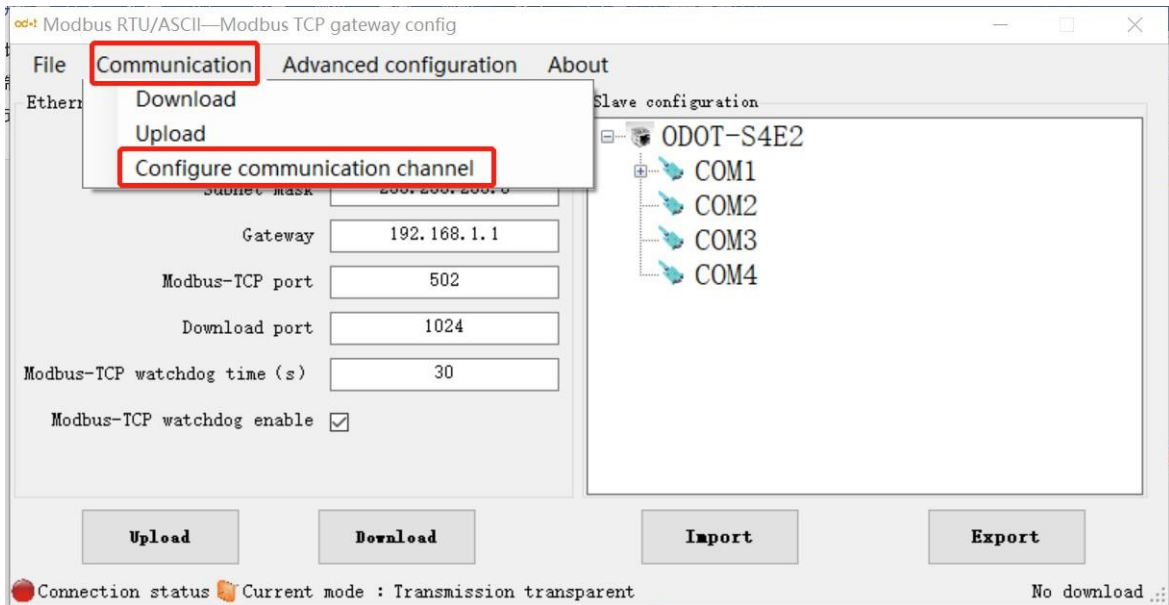 Modbus RTU/ASCII—Modbus TCP gateway config
File Communication Advanced configuration About
Download
Upload
Configure communication channel
Subnet mask
Gateway 192.168.1.1
Modbus-TCP port 502
Download port 1024
Modbus-TCP watchdog time(s) 30
Modbus-TCP watchdog enable
Slave configuration
ODOT-S4E2
COM1
COM2
COM3
COM4
Upload Download Import Export
Connection status Current mode : Transmission transparent No download